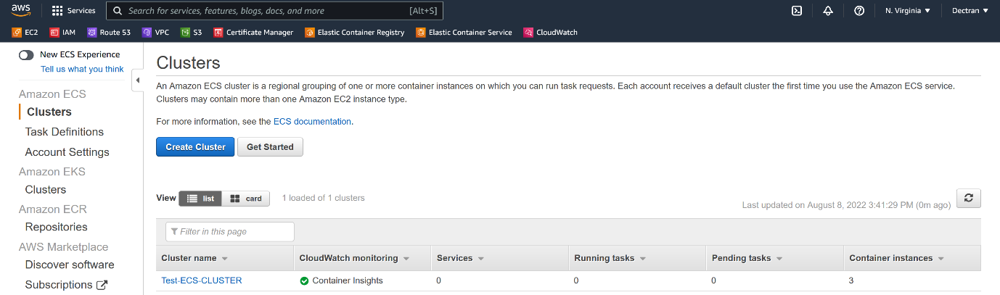 aws Services Search for services, features, blogs, docs, and more [Alt+S] N. Virginia Dectran
EC2 IAM Route 53 VPC S3 Certificate Manager Elastic Container Registry Elastic Container Service CloudWatch
New ECS Experience
Tell us what you think
Amazon ECS
Clusters
Task Definitions
Account Settings
Amazon EKS
Clusters
Amazon ECR
Repositories
AWS Marketplace
Discover software
Subscriptions
Clusters
An Amazon ECS cluster is a regional grouping of one or more container instances on which you can run task requests. Each account receives a default cluster the first time you use the Amazon ECS service.
Clusters may contain more than one Amazon EC2 instance type.
For more information, see the ECS documentation.
Create Cluster Get Started
View list card 1 loaded of 1 clusters
Last updated on August 8, 2022 3:41:29 PM (0m ago)
Filter in this page
Cluster name CloudWatch monitoring Services Running tasks Pending tasks Container instances
Test-ECS-CLUSTER Container Insights 0 0 0 3